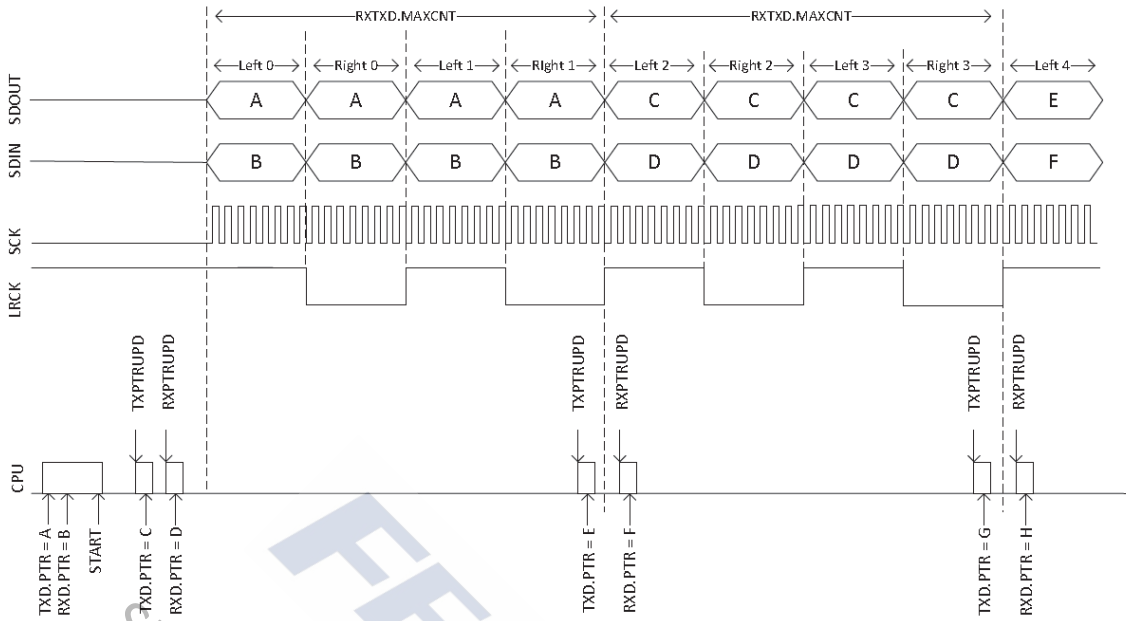 RXTXD.MAXCNT RXTXD.MAXCNT
Left 0 Right 0 Left 1 RIght 1 Left 2 Right 2 Left 3 Right 3 Left 4
SDOUT A A A A C C C C E
SDIN B B B B D D D D F
SCK
LRCK
TXPTRUPD RXPTRUPD TXPTRUPD RXPTRUPD TXPTRUPD RXPTRUPD
CPU
TXD.PTR = A RXD.PTR = B START TXD.PTR = C RXD.PTR = D TXD.PTR = E RXD.PTR = F TXD.PTR = G RXD.PTR = H